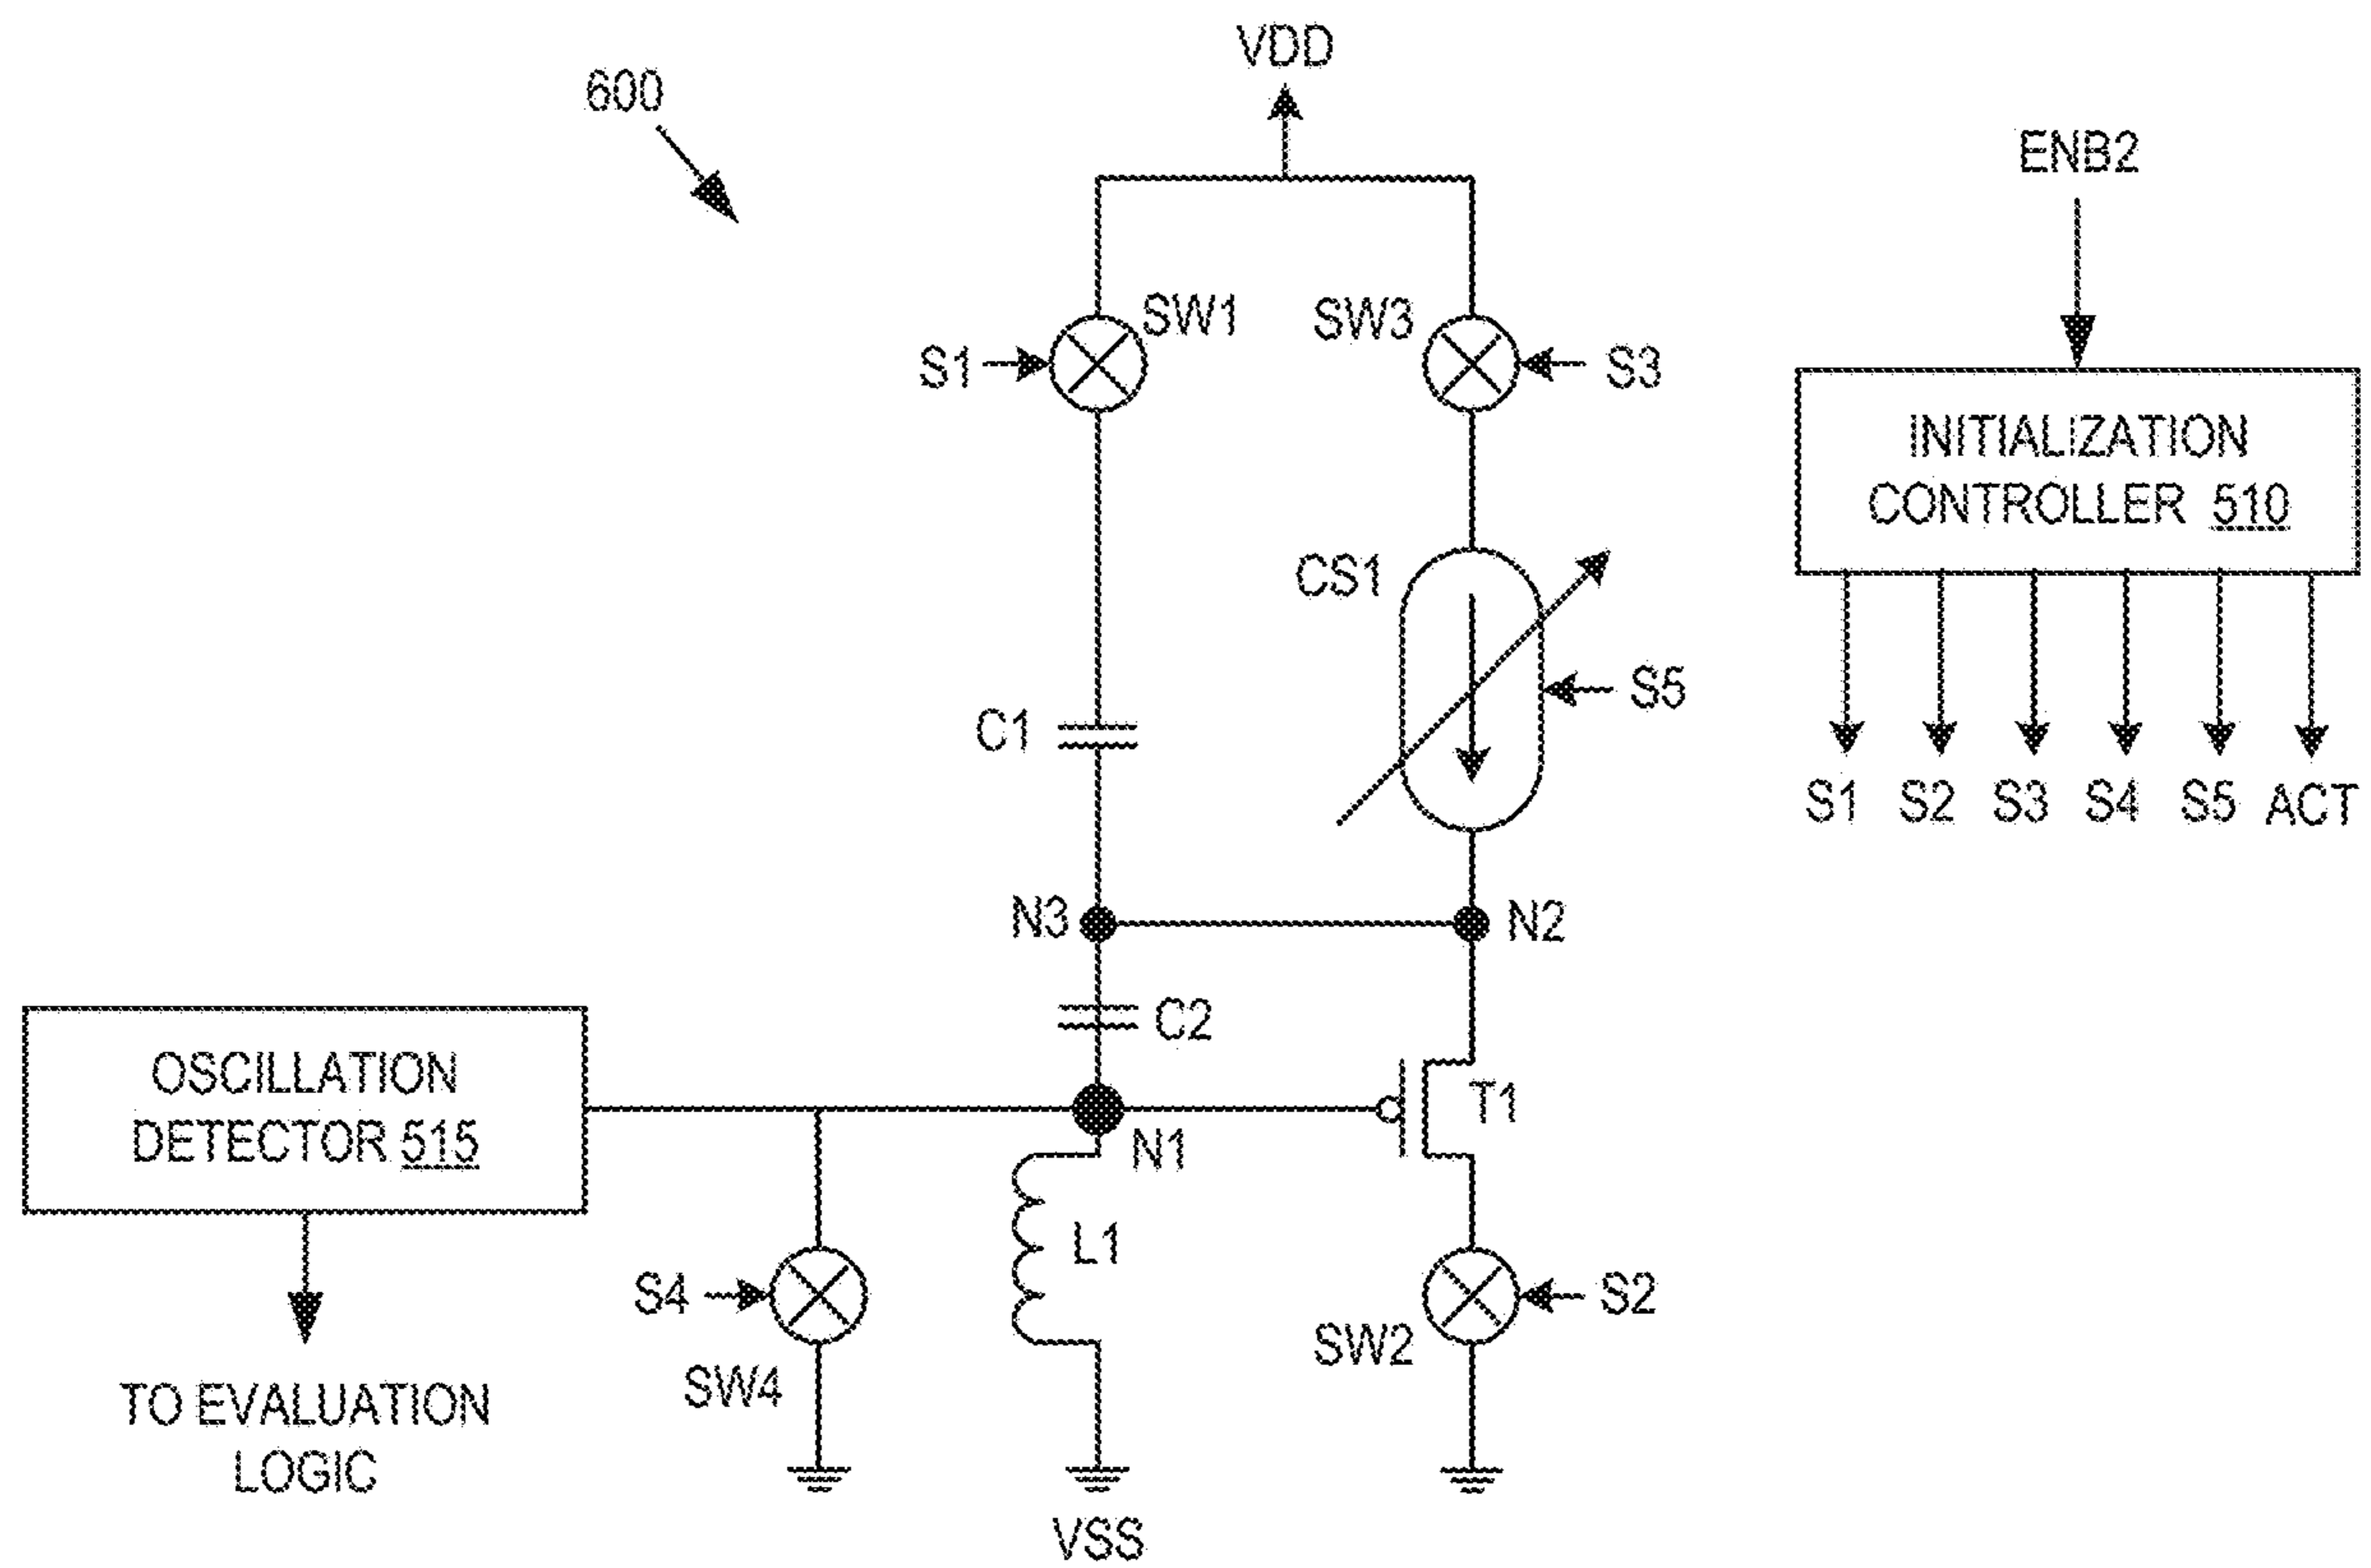 VDD
600
ENB2
SW1
SW3
S1
S3
INITIALIZATION
CONTROLLER 510
CS1
S5
C1
S1 S2 S3 S4 S5 ACT
N3
N2
C2
OSCILLATION
DETECTOR 515
T1
N1
L1
S4
S2
SW2
SW4
TO EVALUATION
LOGIC
VSS